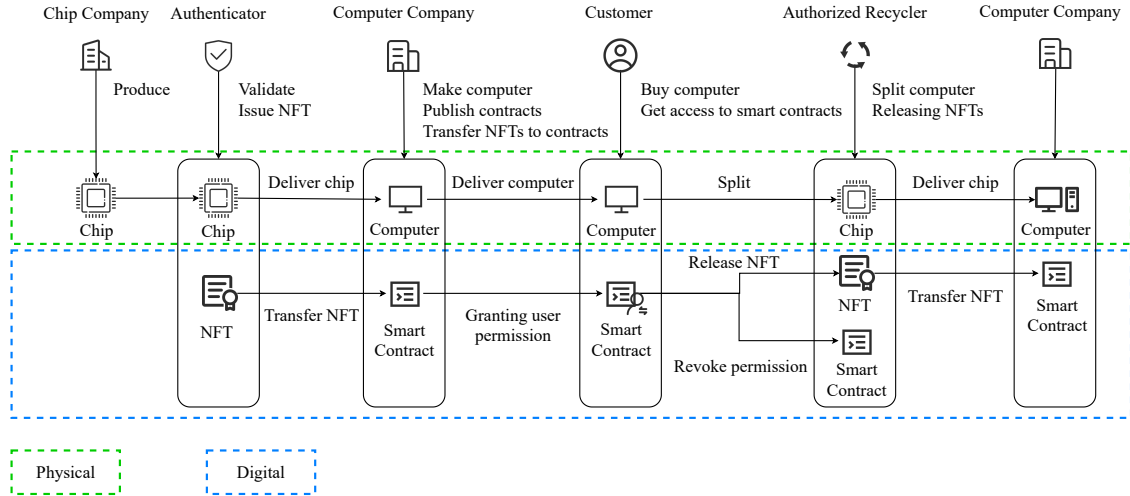 Chip Company
Authenticator
Computer Company
Customer
Authorized Recycler
Computer Company
Produce
Validate
Issue NFT
Make computer
Publish contracts
Transfer NFTs to contracts
Buy computer
Get access to smart contracts
Split computer
Releasing NFTs
Deliver chip
Deliver computer
Split
Deliver chip
Chip
Chip
Computer
Computer
Chip
Computer
Release NFT
NFT
Transfer NFT
Smart
Contract
Granting user
permission
Smart
Contract
NFT
Transfer NFT
Smart
Contract
Revoke permission
Smart
Contract
Physical
Digital